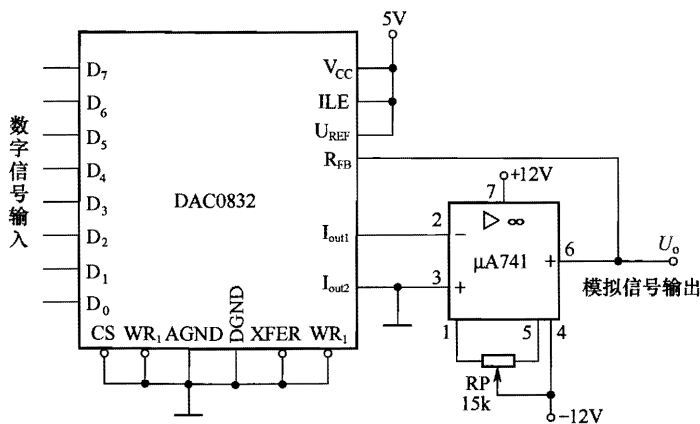 5V
D7
D6
D5
D4
D3
D2
D1
D0
数字信号输入
DAC0832
VCC
ILE
UREF
RFB
Iout1
Iout2
CS
WR1
AGND
DGND
XFER
WR1
+12V
7
▷ ∞
2
−
3
+
μA741
+
6
Uo
模拟信号输出
1
5
4
RP
15k
−12V